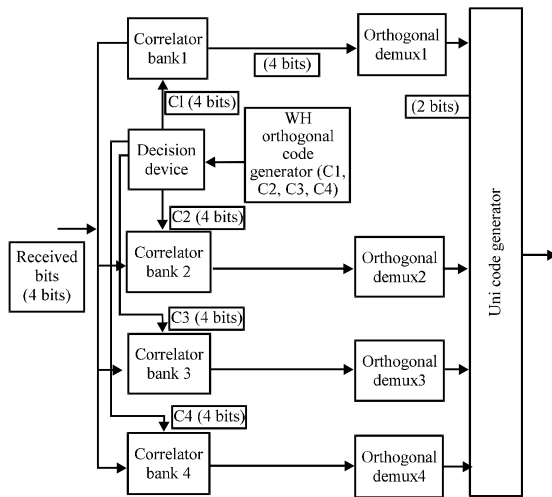 Correlator
bank1
(4 bits)
Orthogonal
demux1
Cl (4 bits)
(2 bits)
Decision
device
WH
orthogonal
code
generator (C1,
C2, C3, C4)
C2 (4 bits)
Received
bits
(4 bits)
Correlator
bank 2
Orthogonal
demux2
Uni code generator
C3 (4 bits)
Correlator
bank 3
Orthogonal
demux3
C4 (4 bits)
Correlator
bank 4
Orthogonal
demux4